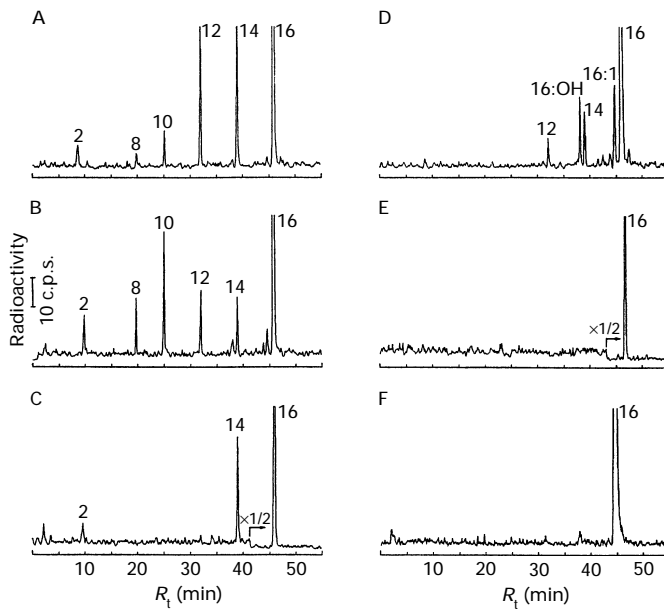 A
12 14 16
2 8 10
B
10 16
2 8 12 14
C
14 16
2 ×1/2
D
16
16:OH 16:1
12 14
E
16
×1/2
F
16
Radioactivity
10 c.p.s.
10 20 30 40 50
Rt (min)
10 20 30 40 50
Rt (min)